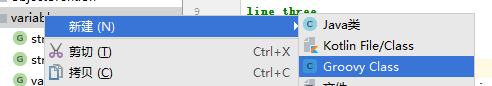 9
line three
variabl
新建 (N)
Java类
str
剪切 (T)
Ctrl+X
Kotlin File/Class
str
拷贝 (C)
Ctrl+C
Groovy Class
va